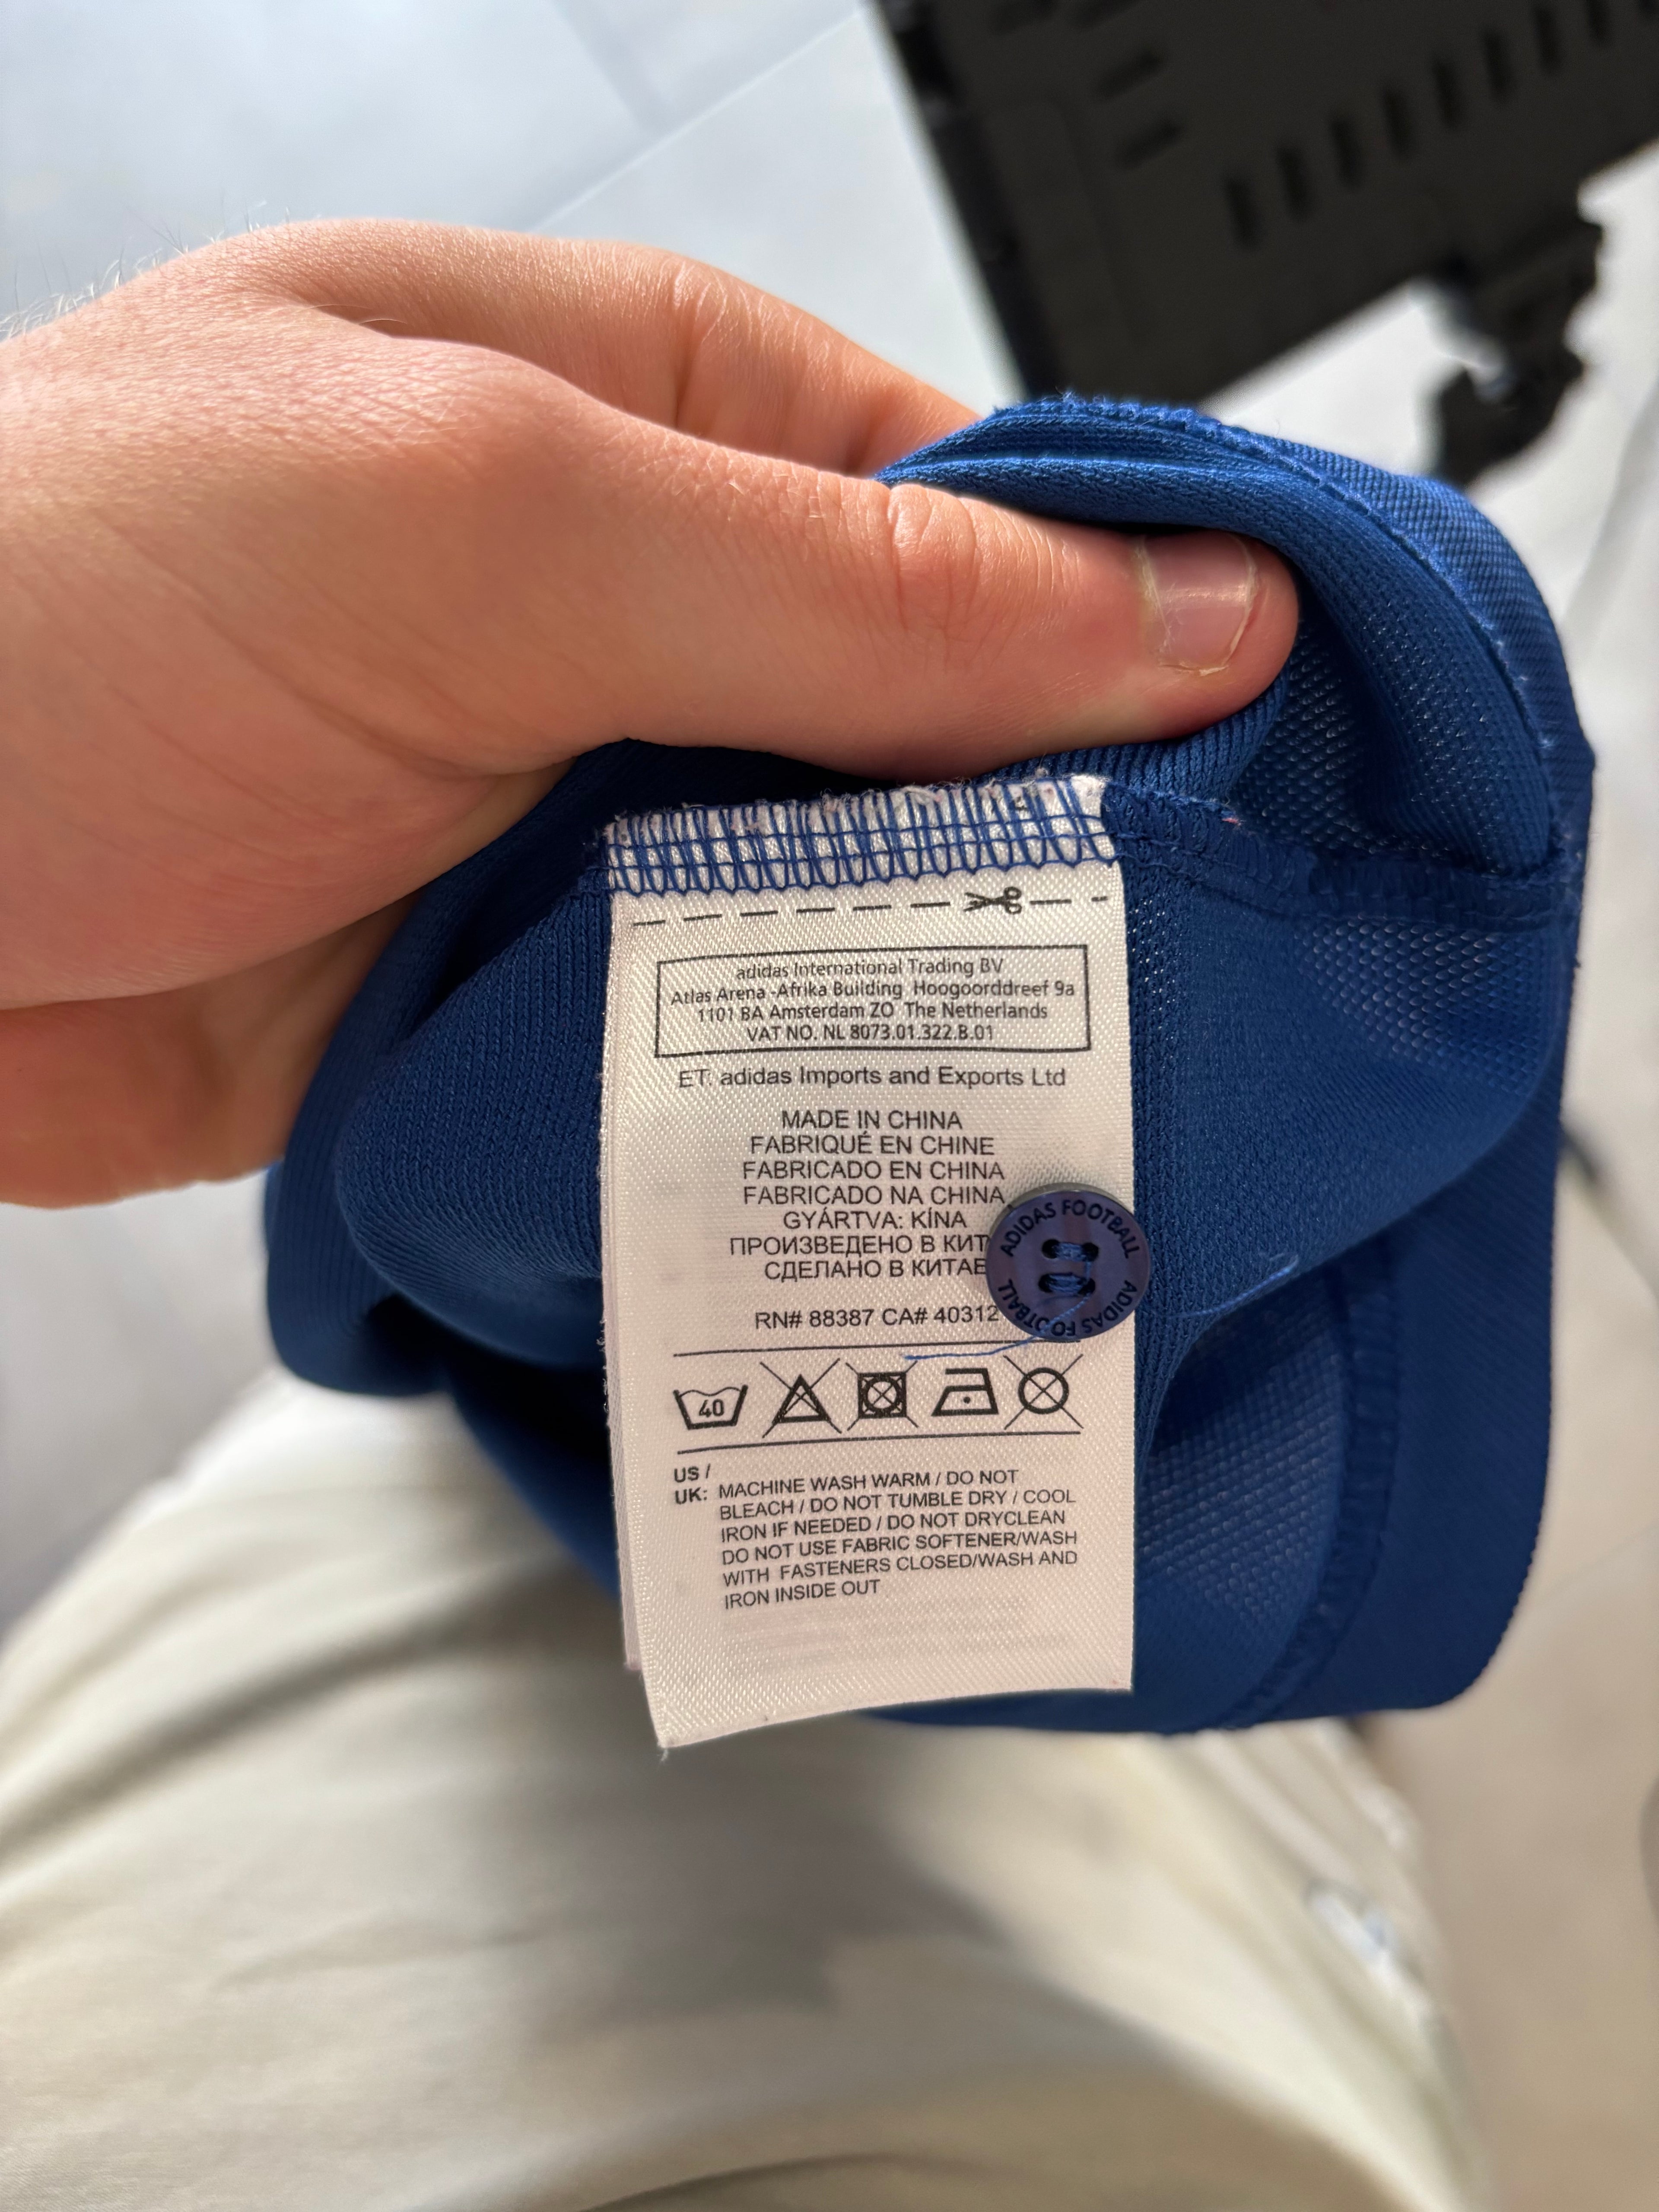 adidas International Trading BV
Atlas Arena -Afrika Building Hoogoorddreef 9a
1101 BA Amsterdam ZO The Netherlands
VAT NO. NL 8073.01.322.B.01
ET: adidas Imports and Exports Ltd
MADE IN CHINA
FABRIQUÉ EN CHINE
FABRICADO EN CHINA
FABRICADO NA CHINA
GYÁRTVA: KÍNA
ПРОИЗВЕДЕНО В КИТ
СДЕЛАНО В КИТАЕ
RN# 88387 CA# 40312
ADIDAS FOOTBALL
ADIDAS FOOTBALL
40
US /
UK: MACHINE WASH WARM / DO NOT
BLEACH / DO NOT TUMBLE DRY / COOL
IRON IF NEEDED / DO NOT DRYCLEAN
DO NOT USE FABRIC SOFTENER/WASH
WITH FASTENERS CLOSED/WASH AND
IRON INSIDE OUT